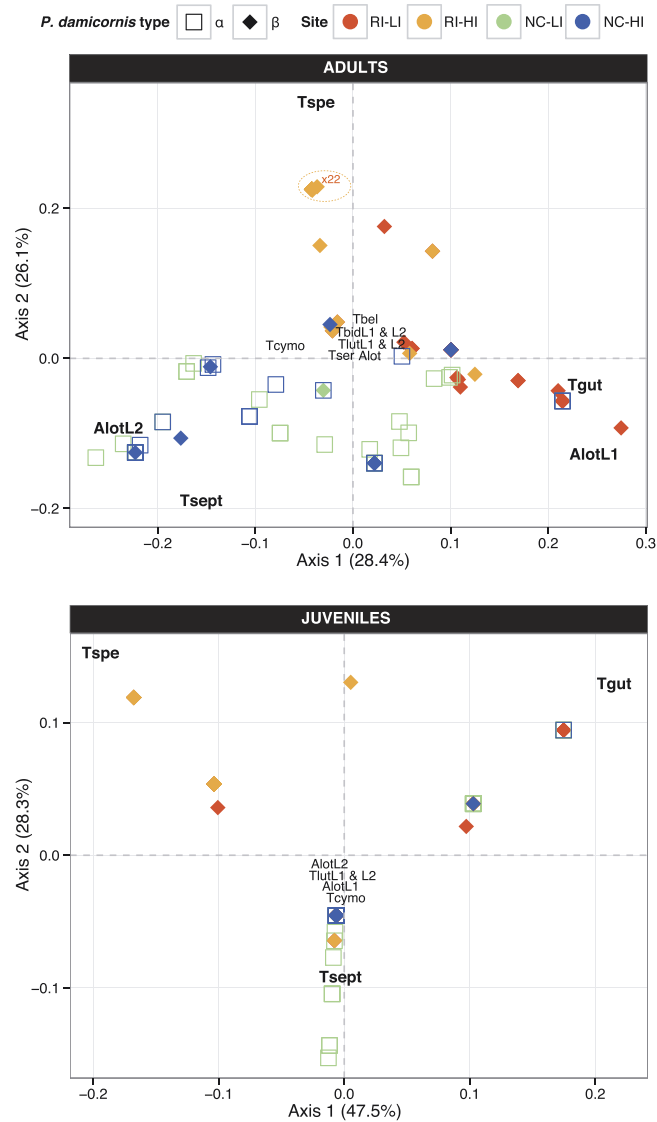 P. damicornis type α β Site RI-LI RI-HI NC-LI NC-HI
ADULTS
Tspe
x22
0.2
Tbel
TbidL1 & L2
TlutL1 & L2
Tcymo
Tser Alot
0.0
Tgut
AlotL2
AlotL1
Tsept
−0.2
−0.2 −0.1 0.0 0.1 0.2 0.3
Axis 1 (28.4%)
Axis 2 (26.1%)
JUVENILES
Tspe
Tgut
0.1
0.0
AlotL2
TlutL1 & L2
AlotL1
Tcymo
Tsept
−0.1
−0.2 −0.1 0.0 0.1 0.2
Axis 1 (47.5%)
Axis 2 (28.3%)